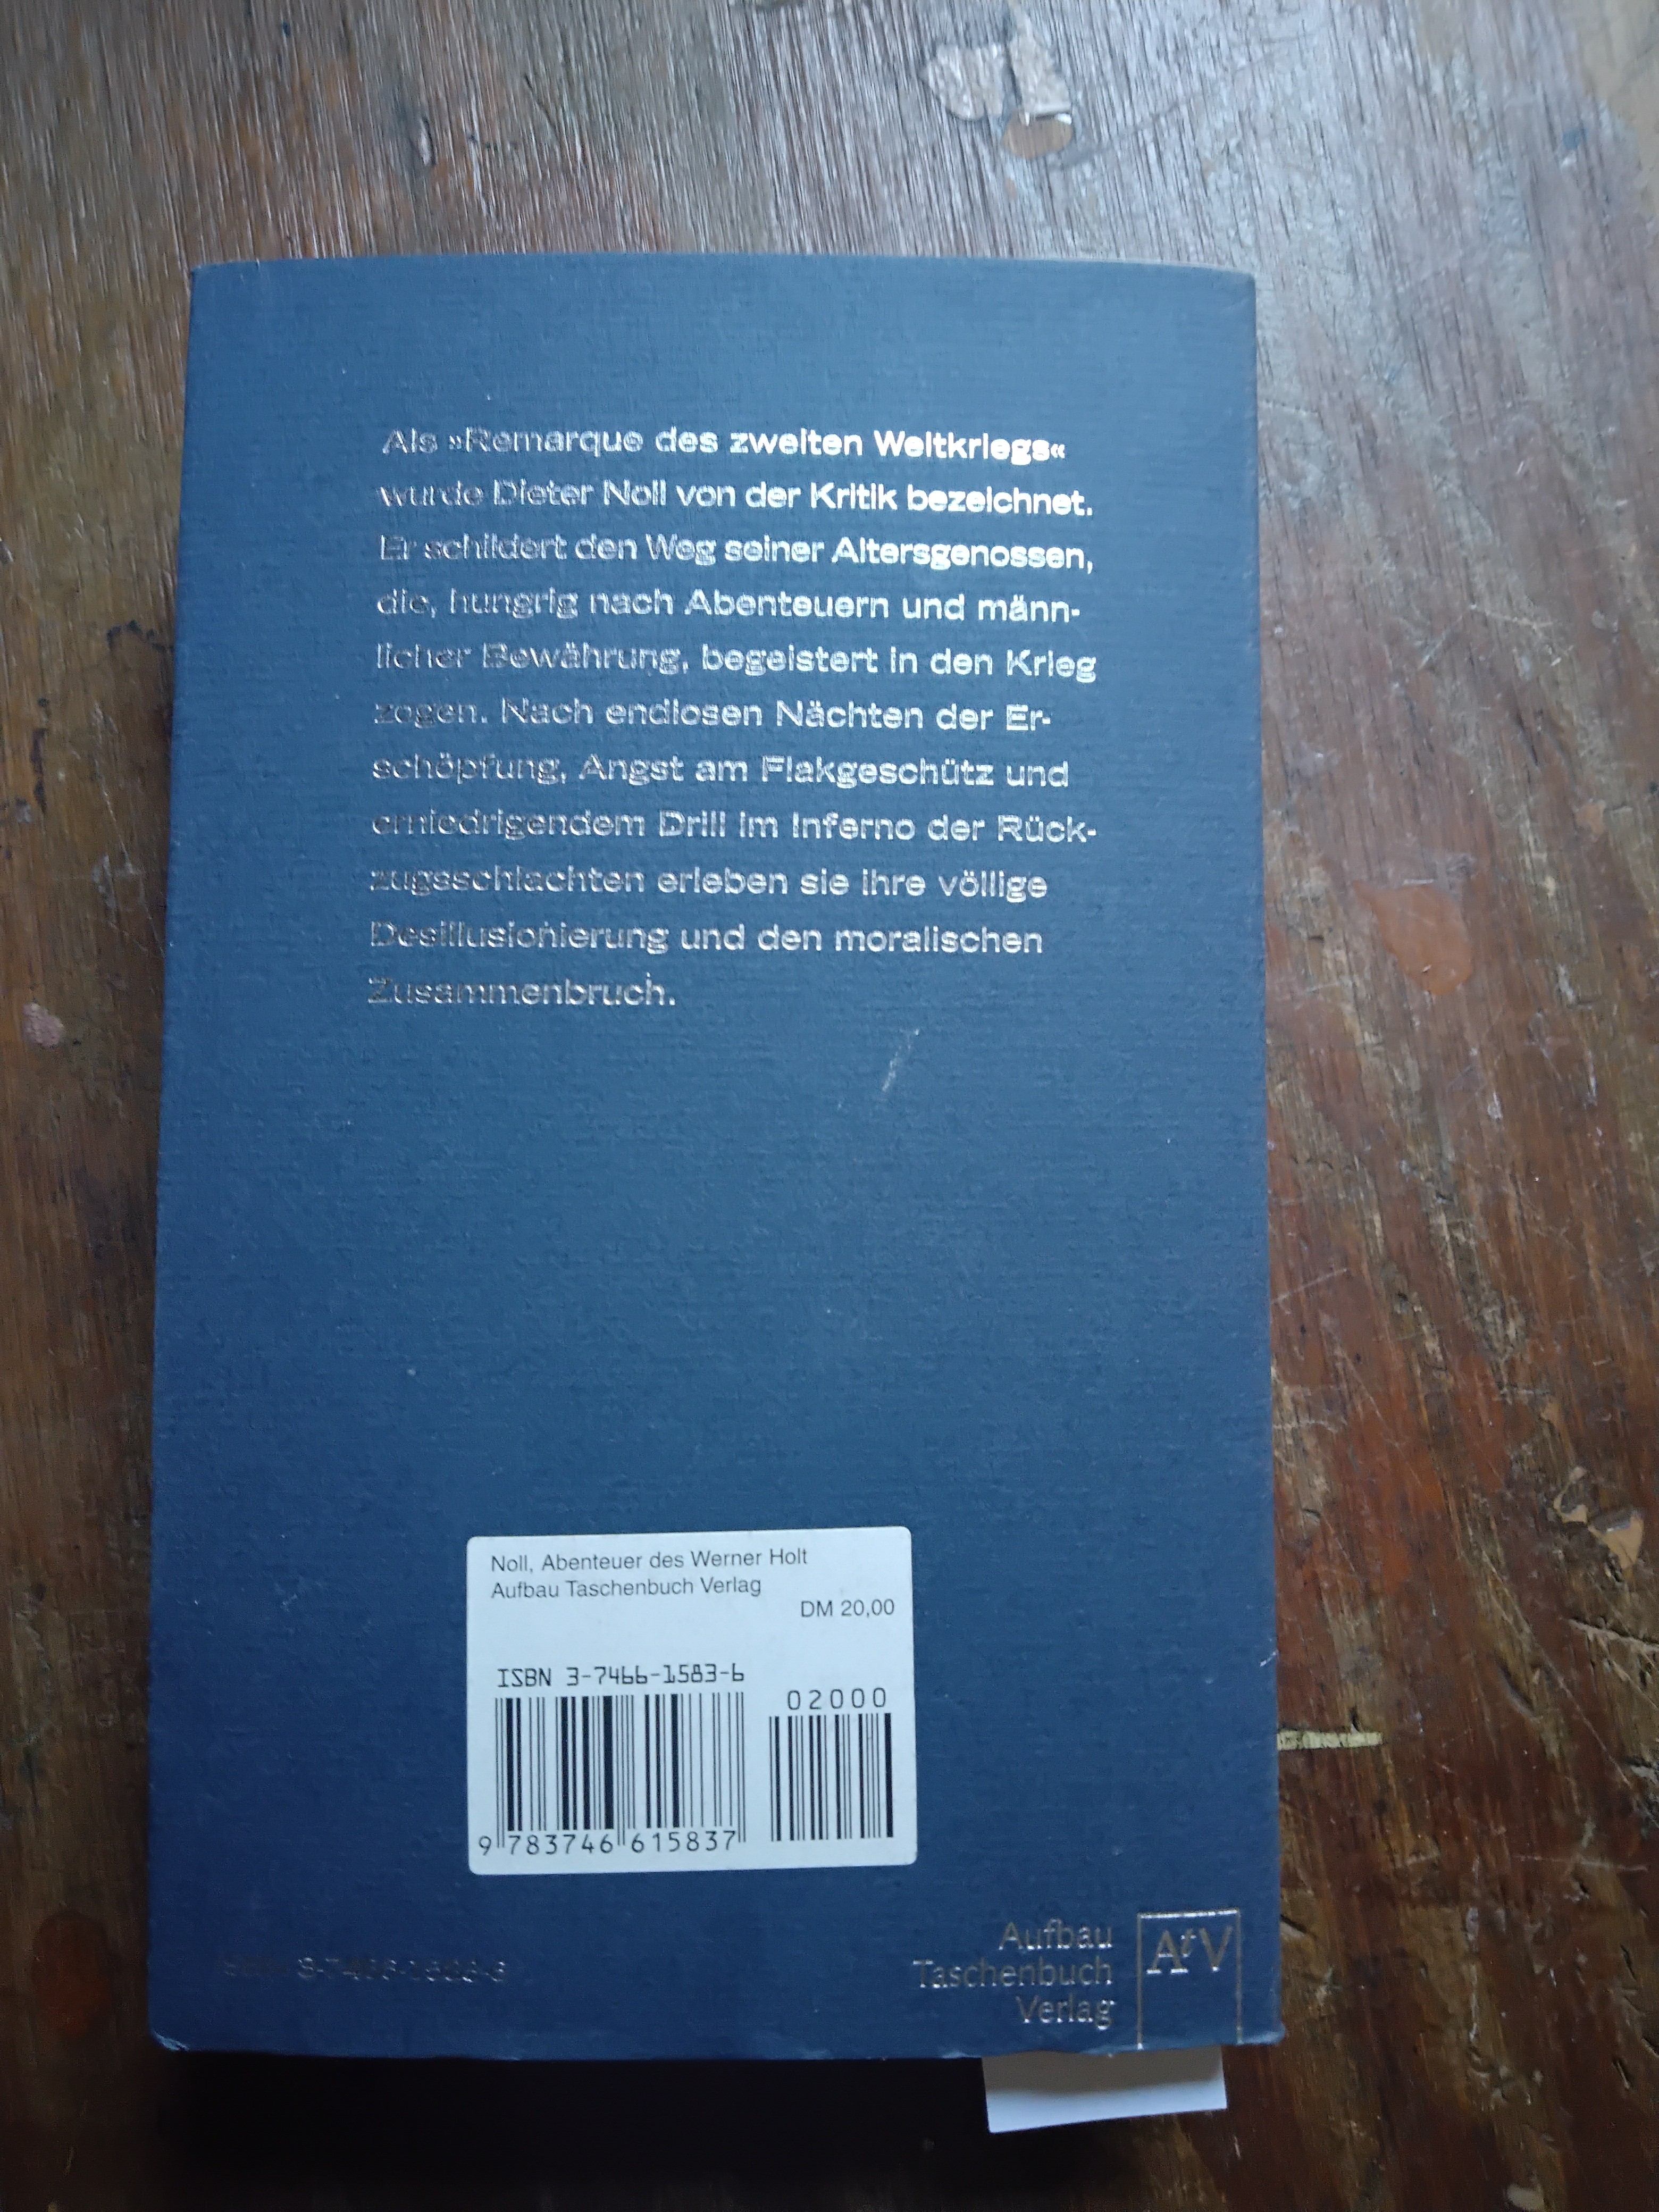 Als »Remarque des zweiten Weltkriegs«
wurde Dieter Noll von der Kritik bezeichnet.
Er schildert den Weg seiner Altersgenossen,
die, hungrig nach Abenteuern und männ-
licher Bewährung, begeistert in den Krieg
zogen. Nach endlosen Nächten der Er-
schöpfung, Angst am Flakgeschütz und
erniedrigendem Drill im Inferno der Rück-
zugsschlachten erleben sie ihre völlige
Desillusionierung und den moralischen
Zusammenbruch.
Noll, Abenteuer des Werner Holt
Aufbau Taschenbuch Verlag
DM 20,00
ISBN 3-7466-1583-6
02000
9 783746 615837
Aufbau
Taschenbuch
Verlag
AtV